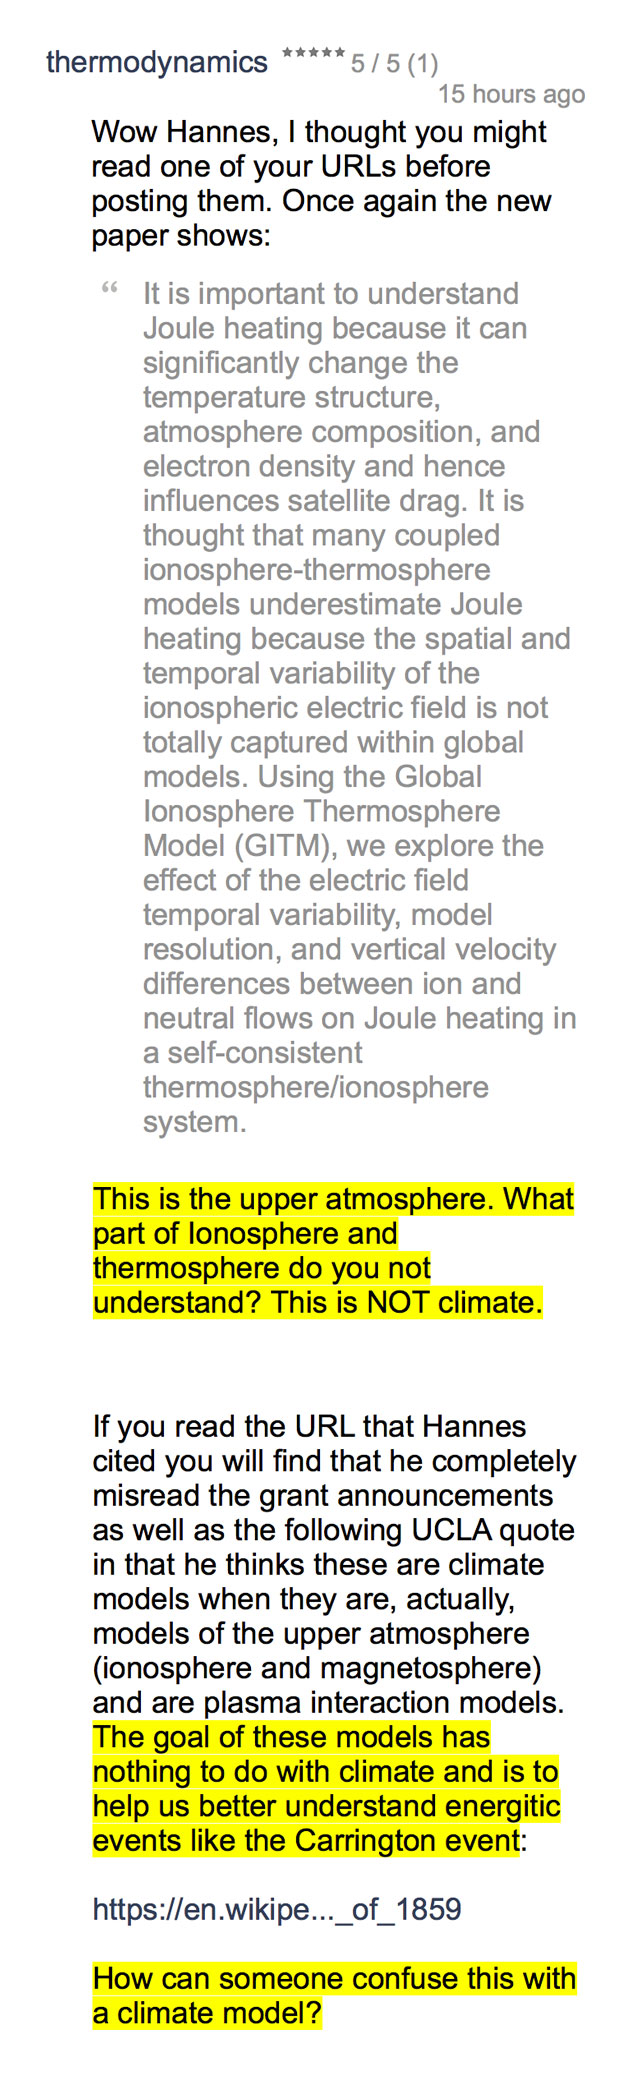 thermodynamics ★★★★★ 5 / 5 (1)
15 hours ago
Wow Hannes, I thought you might
read one of your URLs before
posting them. Once again the new
paper shows:
“ It is important to understand
Joule heating because it can
significantly change the
temperature structure,
atmosphere composition, and
electron density and hence
influences satellite drag. It is
thought that many coupled
ionosphere-thermosphere
models underestimate Joule
heating because the spatial and
temporal variability of the
ionospheric electric field is not
totally captured within global
models. Using the Global
Ionosphere Thermosphere
Model (GITM), we explore the
effect of the electric field
temporal variability, model
resolution, and vertical velocity
differences between ion and
neutral flows on Joule heating in
a self-consistent
thermosphere/ionosphere
system.
This is the upper atmosphere. What
part of Ionosphere and
thermosphere do you not
understand? This is NOT climate.
If you read the URL that Hannes
cited you will find that he completely
misread the grant announcements
as well as the following UCLA quote
in that he thinks these are climate
models when they are, actually,
models of the upper atmosphere
(ionosphere and magnetosphere)
and are plasma interaction models.
The goal of these models has
nothing to do with climate and is to
help us better understand energitic
events like the Carrington event:
https://en.wikipe..._of_1859
How can someone confuse this with
a climate model?